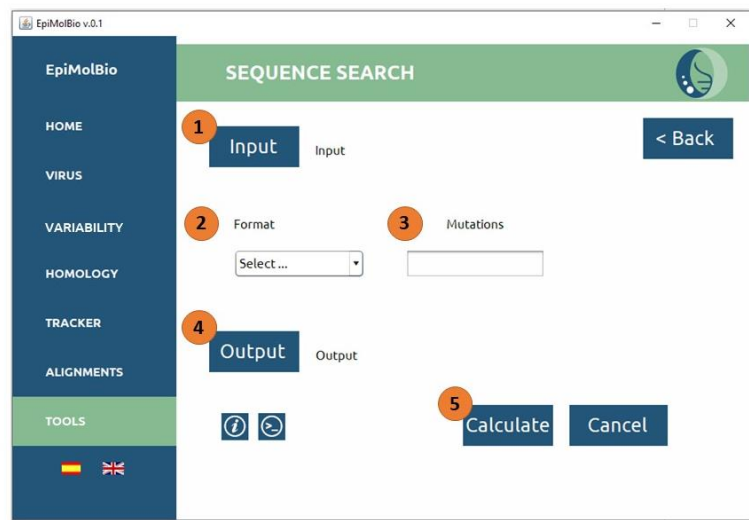 EpiMolBio v.0.1
EpiMolBio
SEQUENCE SEARCH
HOME
VIRUS
VARIABILITY
HOMOLOGY
TRACKER
ALIGNMENTS
TOOLS
1
Input
Input
< Back
2
Format
3
Mutations
Select ...
4
Output
Output
5
Calculate
Cancel